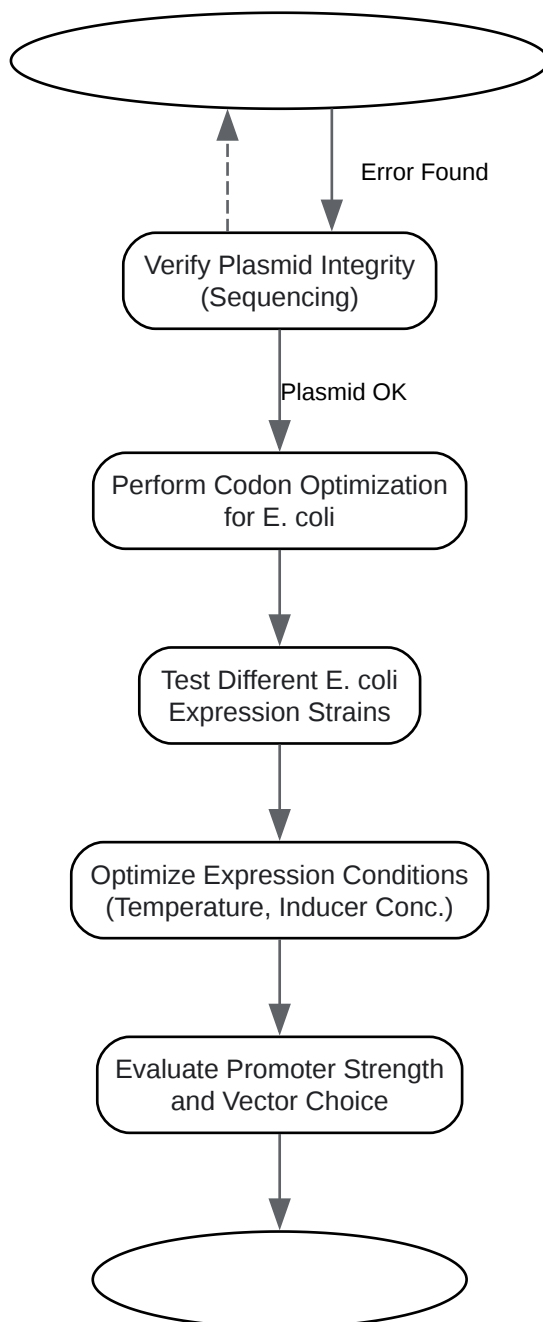 Error Found
Verify Plasmid Integrity
(Sequencing)
Plasmid OK
Perform Codon Optimization
for E. coli
Test Different E. coli
Expression Strains
Optimize Expression Conditions
(Temperature, Inducer Conc.)
Evaluate Promoter Strength
and Vector Choice